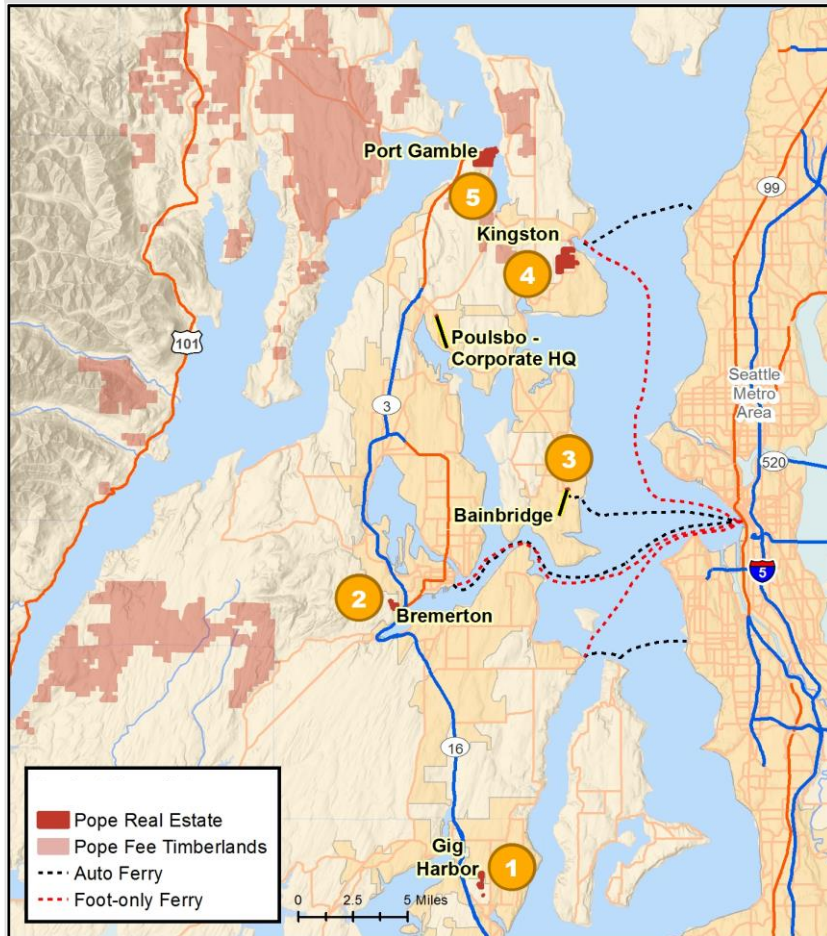 99
Port Gamble
5
Kingston
4
Poulsbo -
Corporate HQ
101
Seattle
Metro
Area
3
3
520
Bainbridge
5
2
Bremerton
16
Gig
Harbor
1
Pope Real Estate
Pope Fee Timberlands
Auto Ferry
Foot-only Ferry
0 2.5 5 Miles